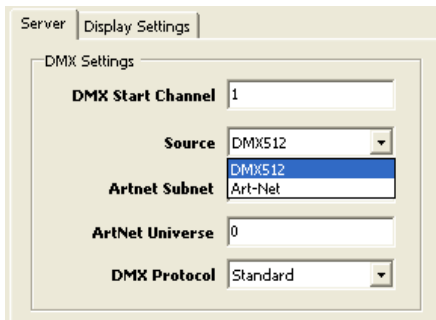 Server Display Settings
DMX Settings
DMX Start Channel 1
Source DMX512
DMX512
Artnet Subnet Art-Net
ArtNet Universe 0
DMX Protocol Standard